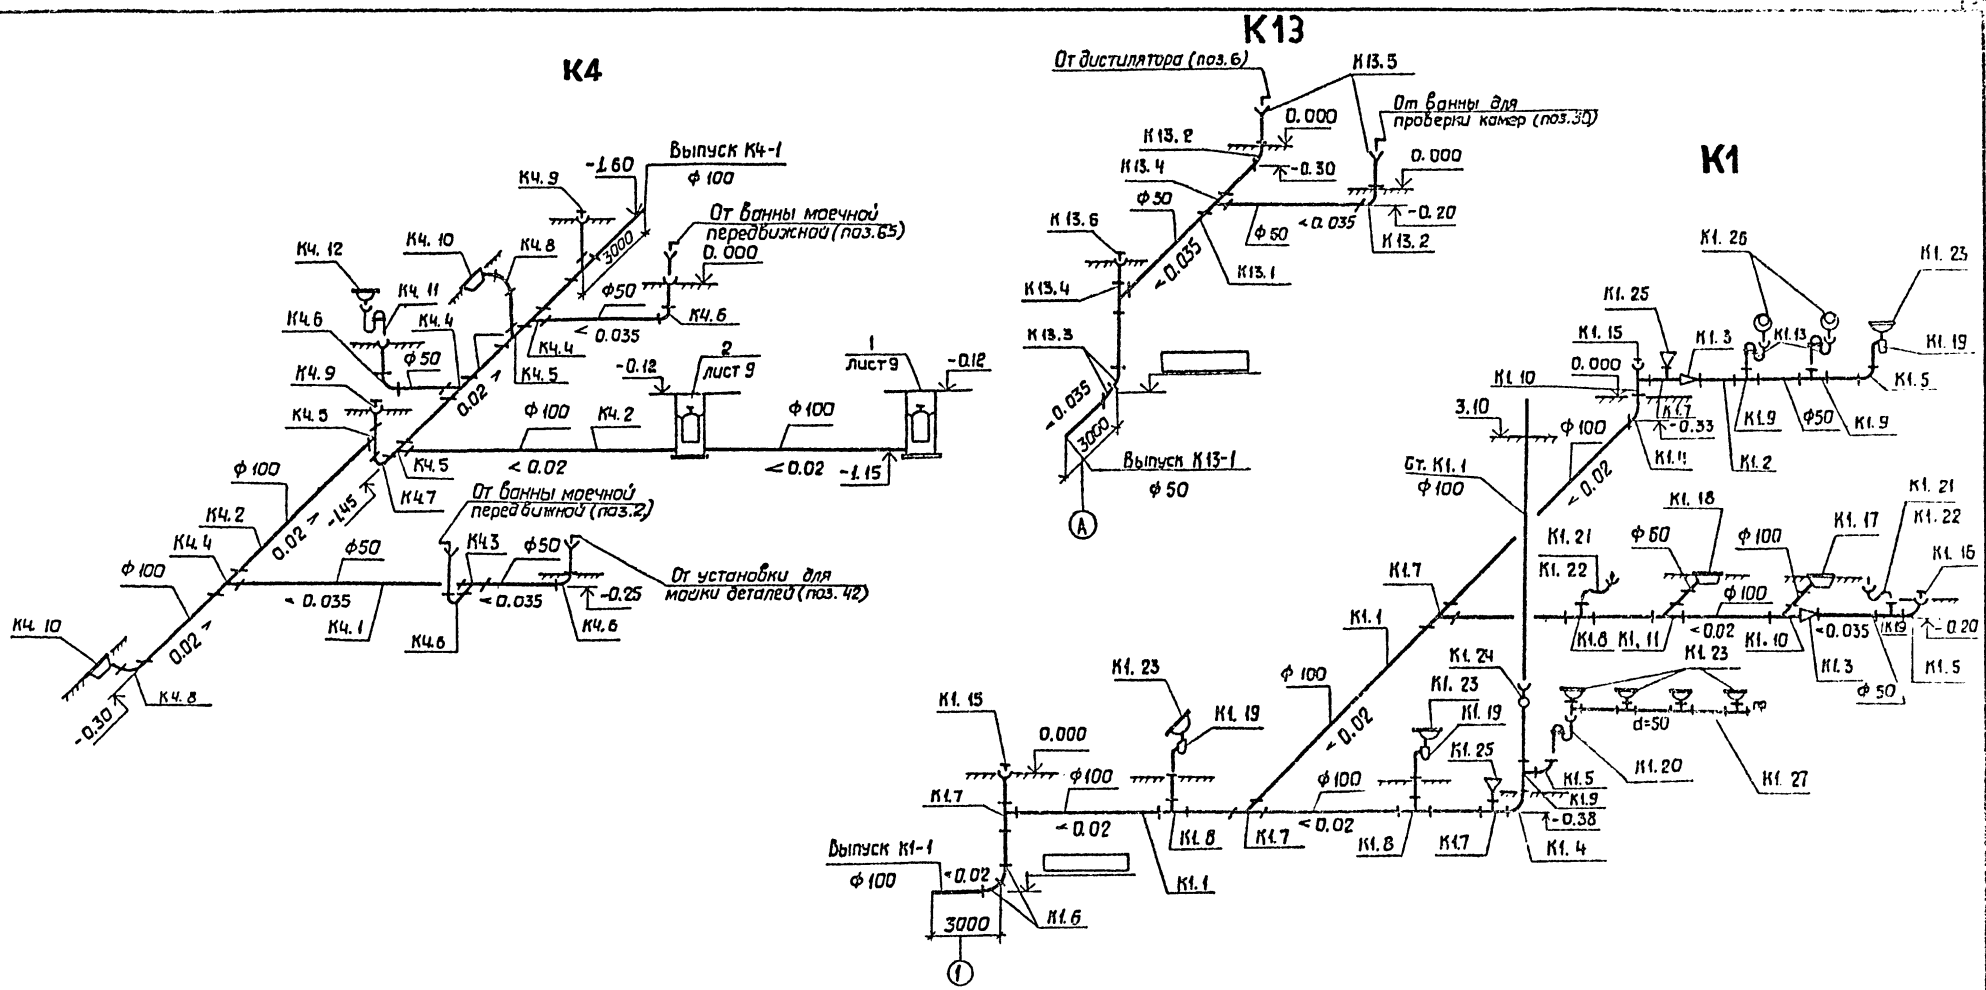 К4
К13
К1
Выпуск К4-1
ф 100
-1.60
К4.9
3000
От ванны моечной
передвижной (поз.65)
0.000
К4.12
К4.10
К4.8
К4.11
К4.6
К4.4
ф50
ф50
< 0.035
К4.4
К4.6
К4.5
К4.9
К4.5
0.02 >
-0.12
2
лист 9
1
лист 9
-0.12
ф100
К4.2
ф100
< 0.02
< 0.02
-1.15
К4.5
К4.7
-1.45
ф100
К4.2
0.02 >
От ванны моечной
передвижной (поз.2)
К4.4
ф50
К4.3
ф50
ф100
< 0.035
< 0.035
-0.25
От установки для
мойки деталей (поз.42)
К4.1
К4.6
К4.6
К4.10
0.02 >
К4.8
-0.30
От дистилятора (поз.6)
К13.5
От ванны для
проверки камер (поз.30)
0.000
К13.2
0.000
-0.30
К13.4
ф50
< 0.035
-0.20
ф50
К13.2
К13.6
< 0.035
К13.1
К13.4
К13.3
< 0.035
3000
Выпуск К13-1
ф50
А
К1.26
К1.23
К1.25
К1.15
К1.3
К1.13
К1.19
0.000
К1.10
К1.7
К1.9
ф50
К1.9
К1.5
-0.33
К1.11
К1.2
3.10
ф100
< 0.02
Ст. К1.1
ф100
К1.21
К1.22
К1.18
К1.17
К1.21
К1.22
К1.16
ф50
ф100
К1.7
ф100
К1.8
К1.11
< 0.02
К1.10
< 0.035
К1.9
-0.20
К1.3
ф50
К1.5
К1.1
ф100
< 0.02
К1.24
К1.23
d=50
пр
К1.20
К1.27
К1.5
К1.9
-0.38
К1.4
К1.15
0.000
К1.23
К1.19
К1.23
К1.19
К1.25
К1.7
ф100
ф100
< 0.02
К1.8
К1.7
< 0.02
К1.8
К1.7
К1.1
Выпуск К1-1
ф100
< 0.02
К1.6
3000
1